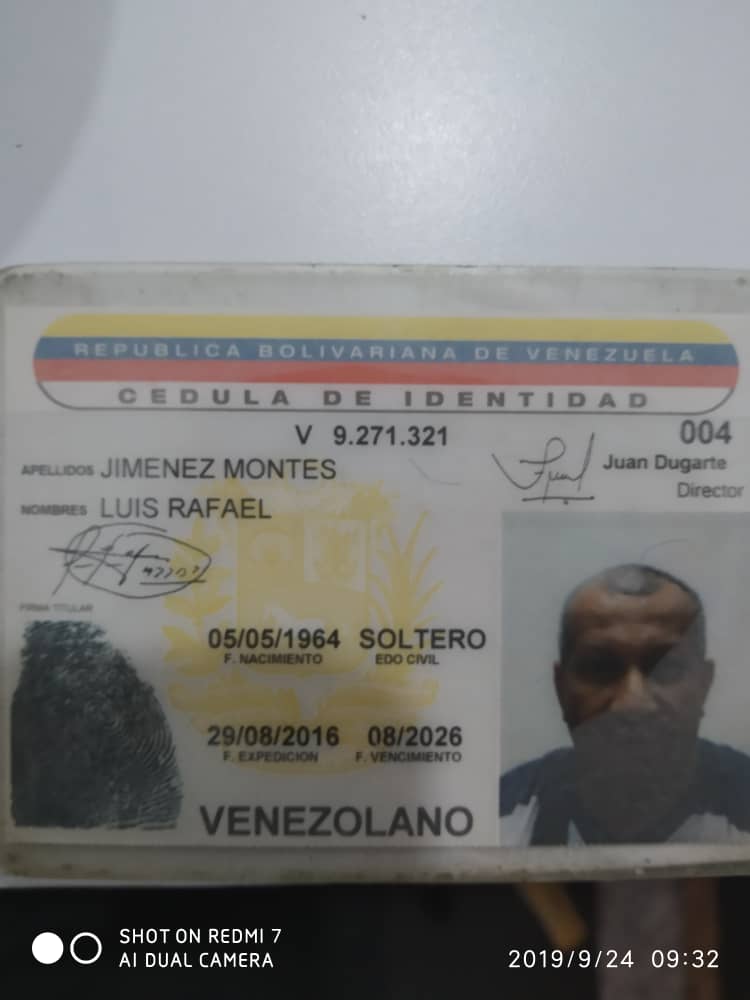 REPUBLICA BOLIVARIANA DE VENEZUELA
CEDULA DE IDENTIDAD
V 9.271.321
004
APELLIDOS JIMENEZ MONTES
Juan Dugarte
Director
NOMBRES LUIS RAFAEL
FIRMA TITULAR
05/05/1964 SOLTERO
F. NACIMIENTO EDO CIVIL
29/08/2016 08/2026
F. EXPEDICION F. VENCIMIENTO
VENEZOLANO
SHOT ON REDMI 7
AI DUAL CAMERA
2019/9/24 09:32